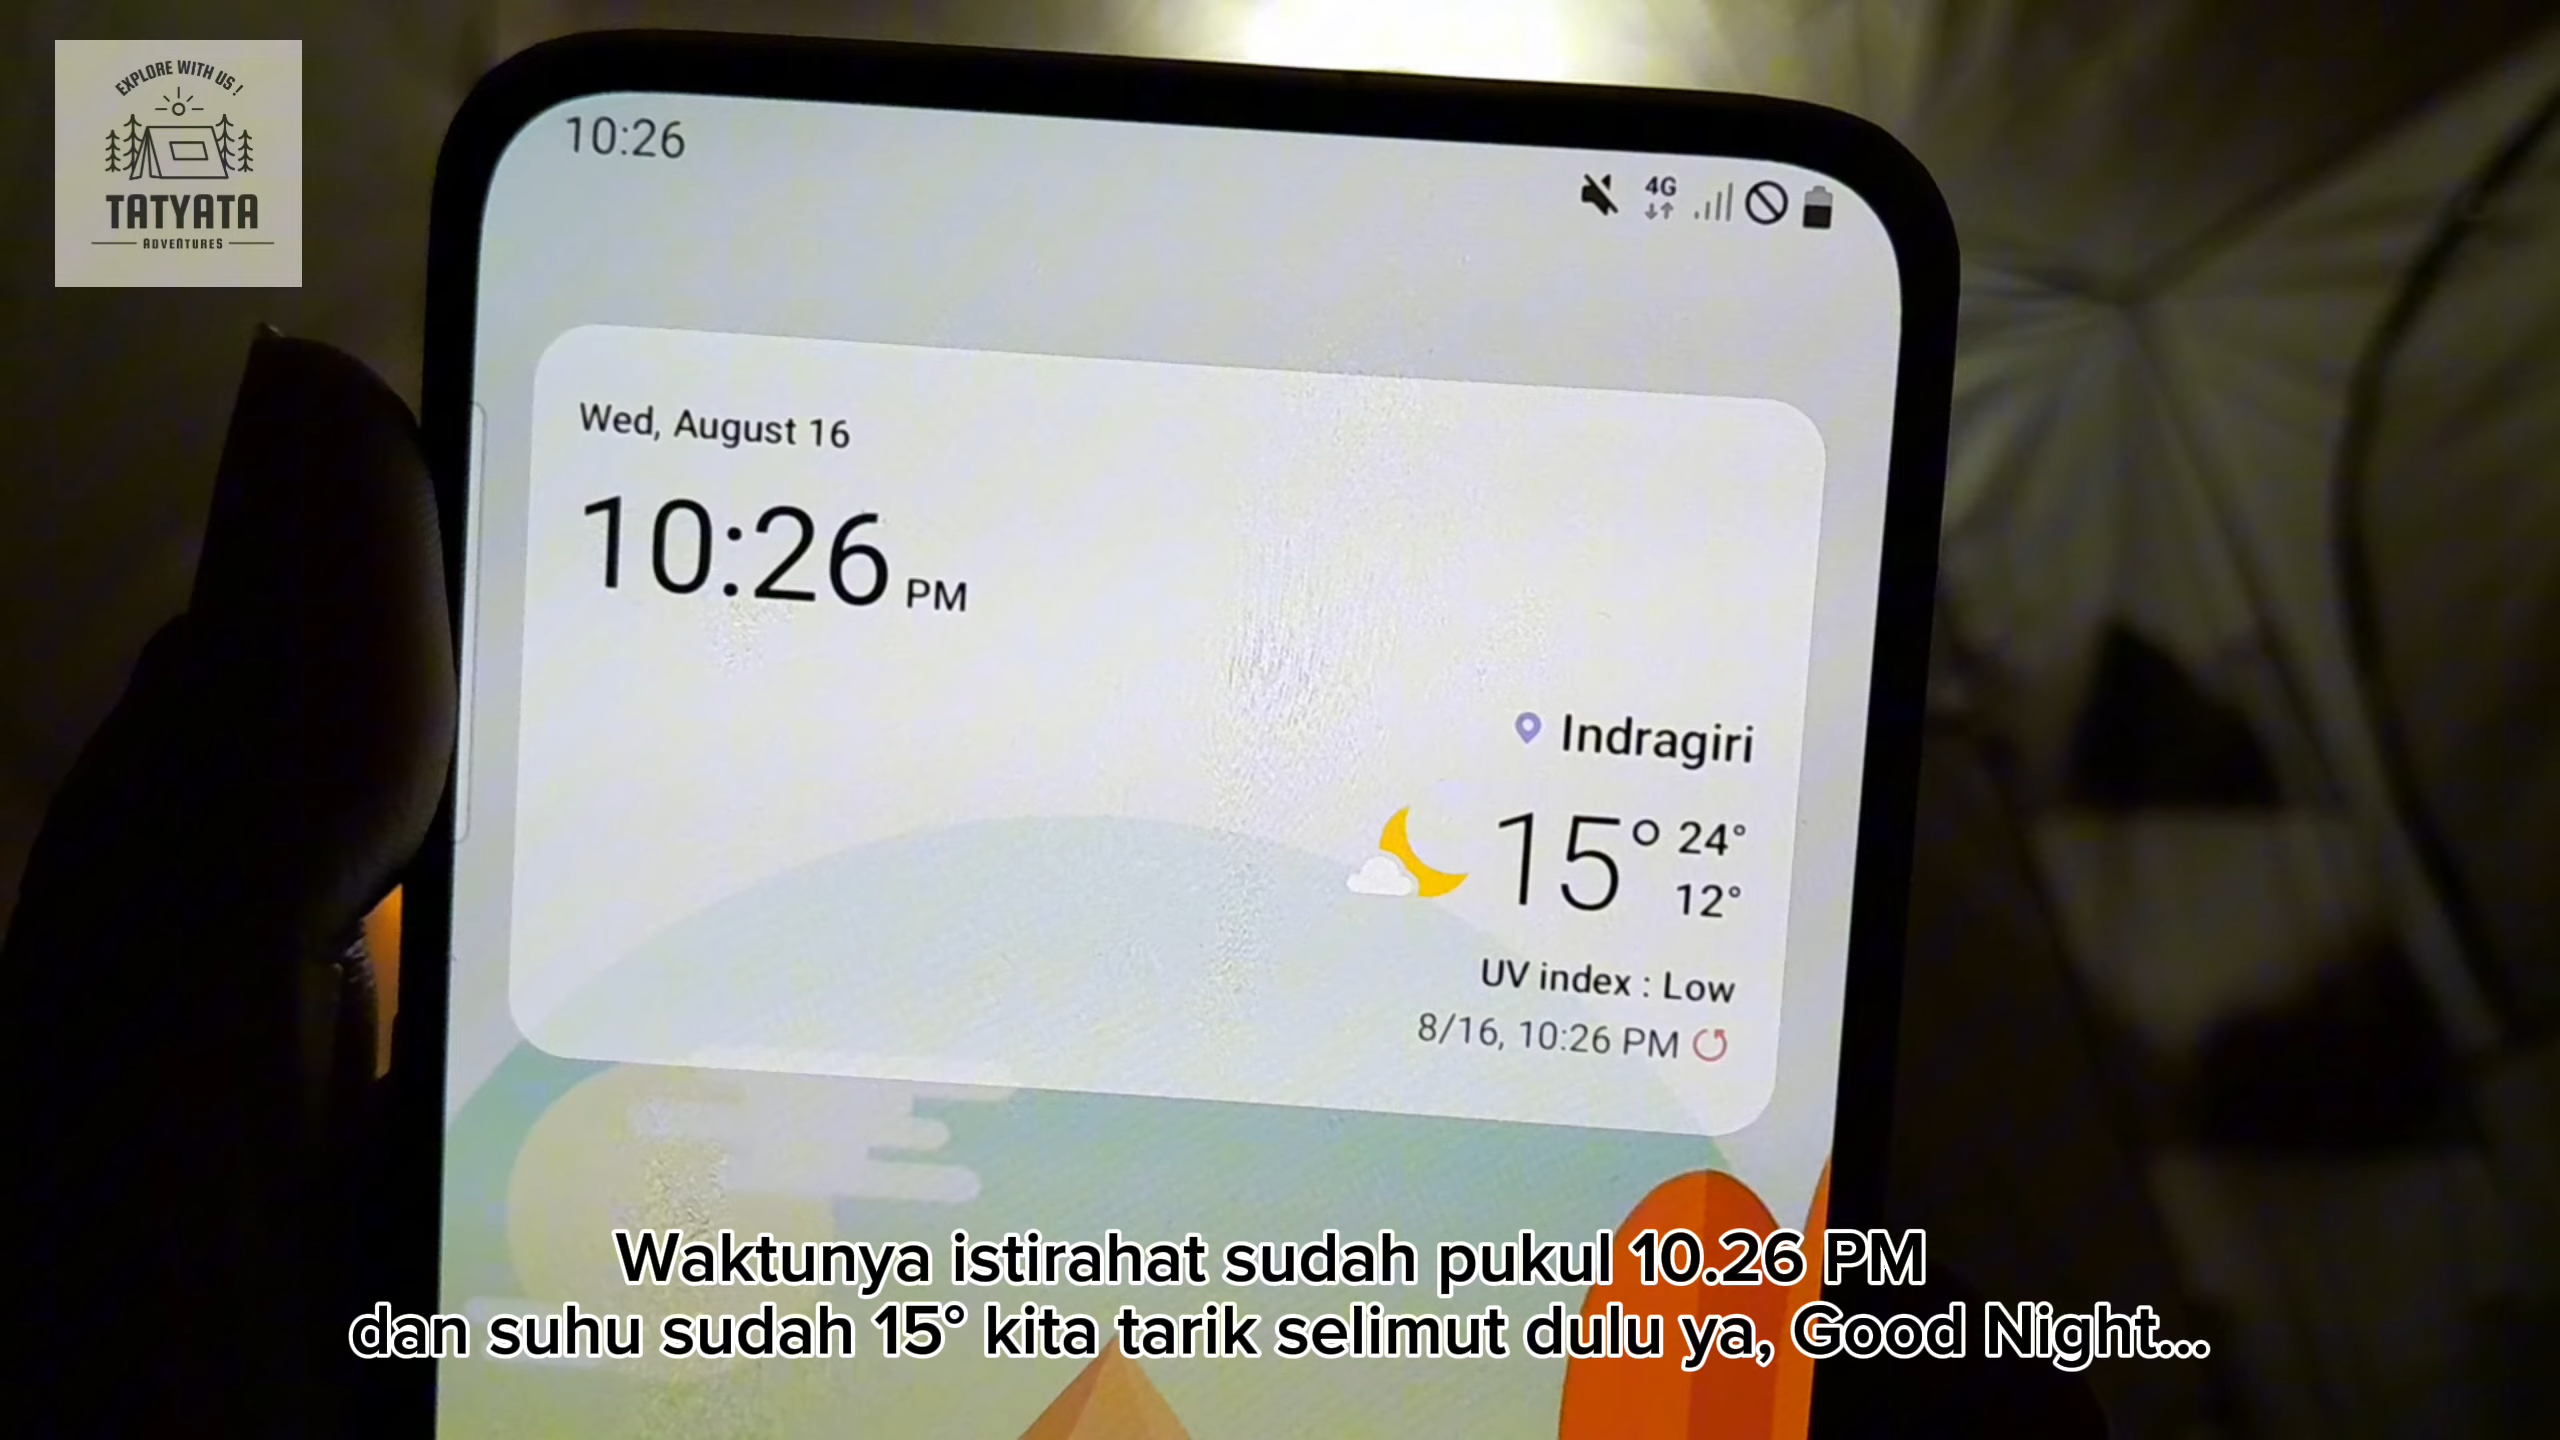 EXPLORE WITH US !
TATYATA
ADVENTURES
10:26
4G
Wed, August 16
10:26 PM
Indragiri
15° 24°
12°
UV index : Low
8/16, 10:26 PM
Waktunya istirahat sudah pukul 10.26 PM
dan suhu sudah 15° kita tarik selimut dulu ya, Good Night...